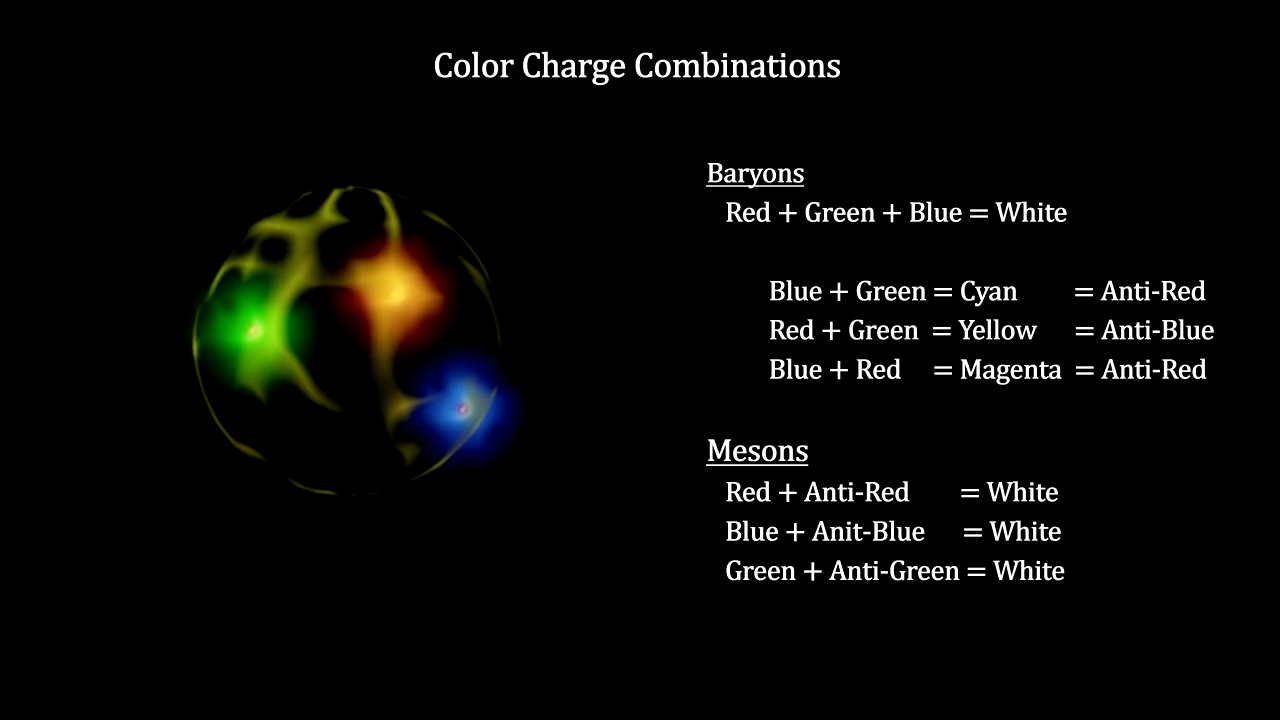 Color Charge Combinations
Baryons
Red + Green + Blue = White
Blue + Green = Cyan = Anti-Red
Red + Green = Yellow = Anti-Blue
Blue + Red = Magenta = Anti-Red
Mesons
Red + Anti-Red = White
Blue + Anit-Blue = White
Green + Anti-Green = White